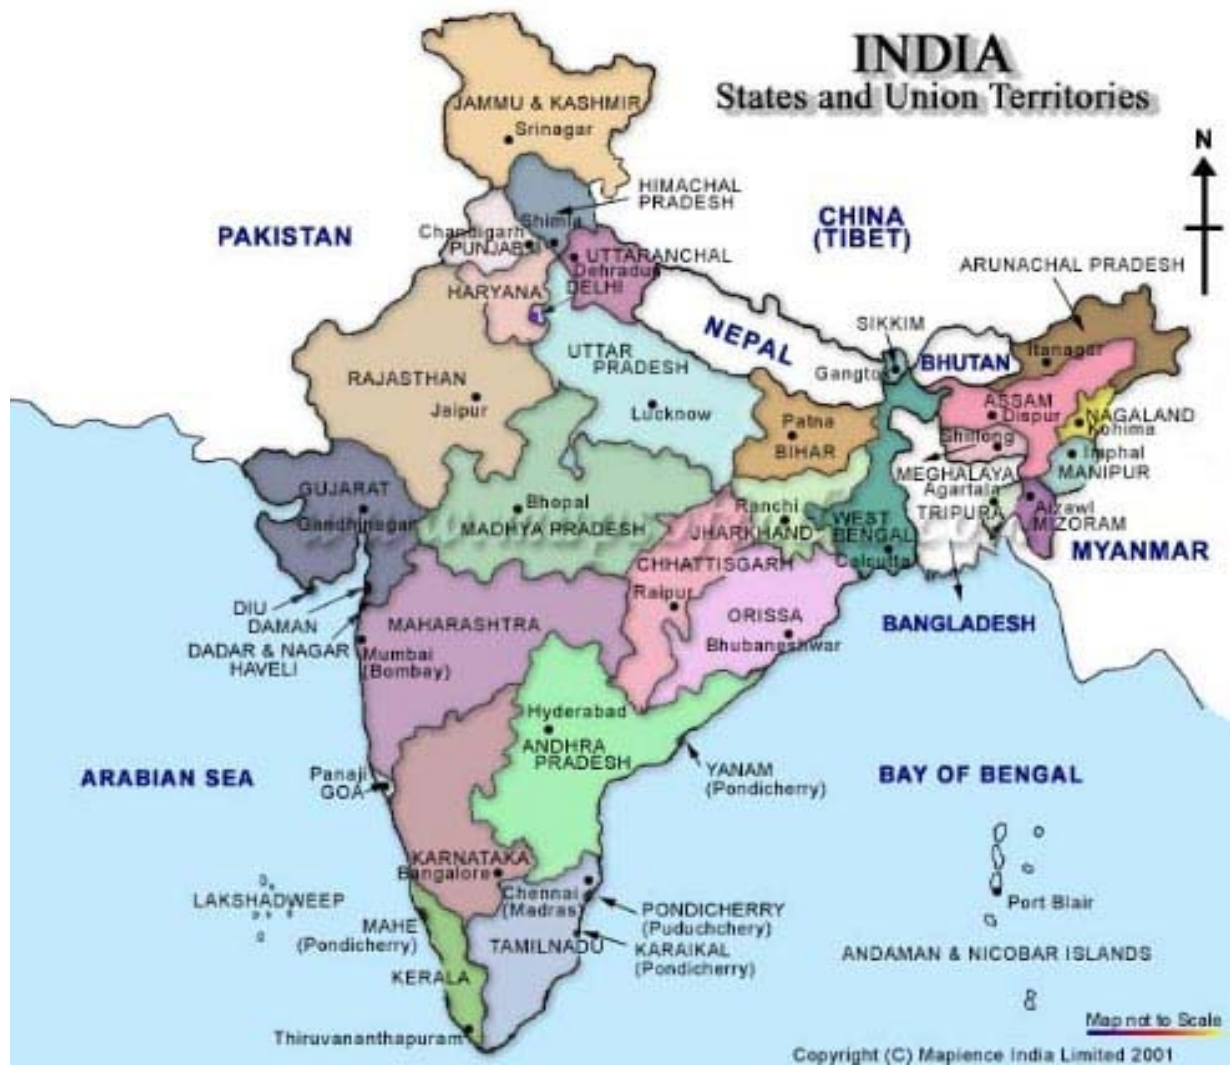 INDIA
States and Union Territories
JAMMU & KASHMIR
Srinagar
N
HIMACHAL
PRADESH
CHINA
(TIBET)
PAKISTAN
Shimla
Chandigarh
PUNJAB
UTTARANCHAL
Dehradun
DELHI
HARYANA
ARUNACHAL PRADESH
SIKKIM
NEPAL
BHUTAN
Itanagar
Gangtok
UTTAR
PRADESH
RAJASTHAN
Jaipur
Lucknow
Patna
BIHAR
ASSAM
Dispur
NAGALAND
Kohima
Shillong
Imphal
MANIPUR
MEGHALAYA
Agartala
TRIPURA
Aizawl
MIZORAM
MYANMAR
GUJARAT
Gandhinagar
Bhopal
MADHYA PRADESH
Ranchi
JHARKHAND
WEST
BENGAL
Calcutta
CHHATTISGARH
Raipur
ORISSA
Bhubaneshwar
BANGLADESH
DIU
DAMAN
DADAR & NAGAR
HAVELI
MAHARASHTRA
Mumbai
(Bombay)
Hyderabad
ANDHRA
PRADESH
YANAM
(Pondicherry)
ARABIAN SEA
Panaji
GOA
BAY OF BENGAL
KARNATAKA
Bangalore
Chennai
(Madras)
LAKSHADWEEP
MAHE
(Pondicherry)
PONDICHERRY
(Puduchchery)
KARAIKAL
(Pondicherry)
TAMILNADU
KERALA
Thiruvananthapuram
Port Blair
ANDAMAN & NICOBAR ISLANDS
Map not to Scale
Copyright (C) Mapience India Limited 2001